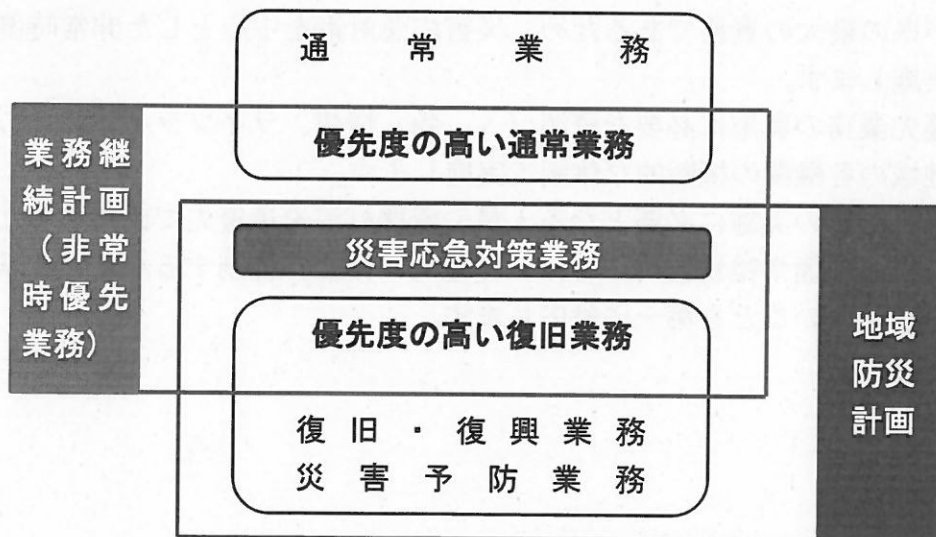 通常業務
優先度の高い通常業務
業務継
続計画
（非常
時優先
業務）
災害応急対策業務
優先度の高い復旧業務
復旧・復興業務
災害予防業務
地域
防災
計画